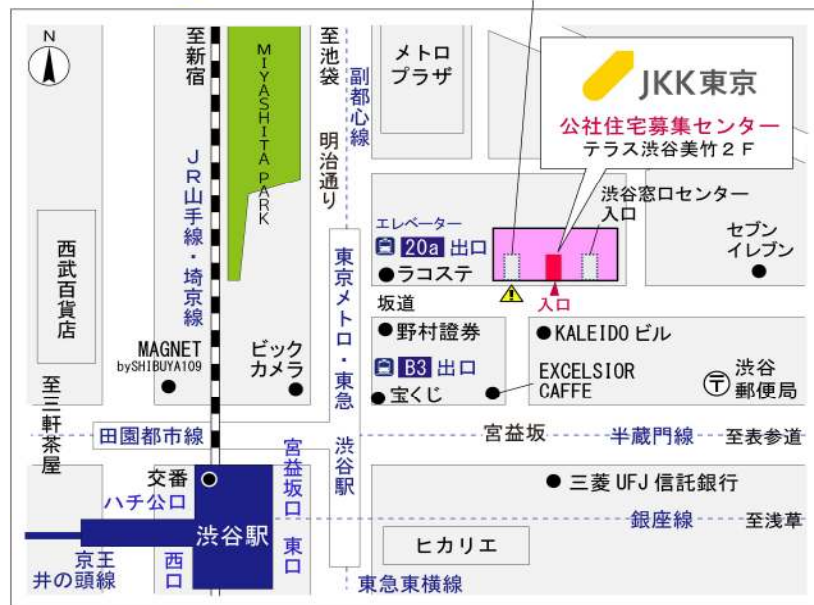 N
至新宿
MIYASHITA PARK
至池袋
副都心線
明治通り
メトロ
プラザ
JKK東京
公社住宅募集センター
テラス渋谷美竹2F
JR山手線・埼京線
西武百貨店
エレベーター
20a 出口
ラコステ
渋谷窓口センター
入口
セブン
イレブン
坂道
入口
東京メトロ・東急
渋谷駅
野村證券
KALEIDO ビル
MAGNET
bySHIBUYA109
ビック
カメラ
B3 出口
宝くじ
EXCELSIOR
CAFFE
渋谷
郵便局
至三軒茶屋
田園都市線
宮益坂
半蔵門線
至表参道
交番
ハチ公口
宮益坂口
三菱UFJ信託銀行
渋谷駅
銀座線
至浅草
京王
井の頭線
西口
東口
ヒカリエ
東急東横線